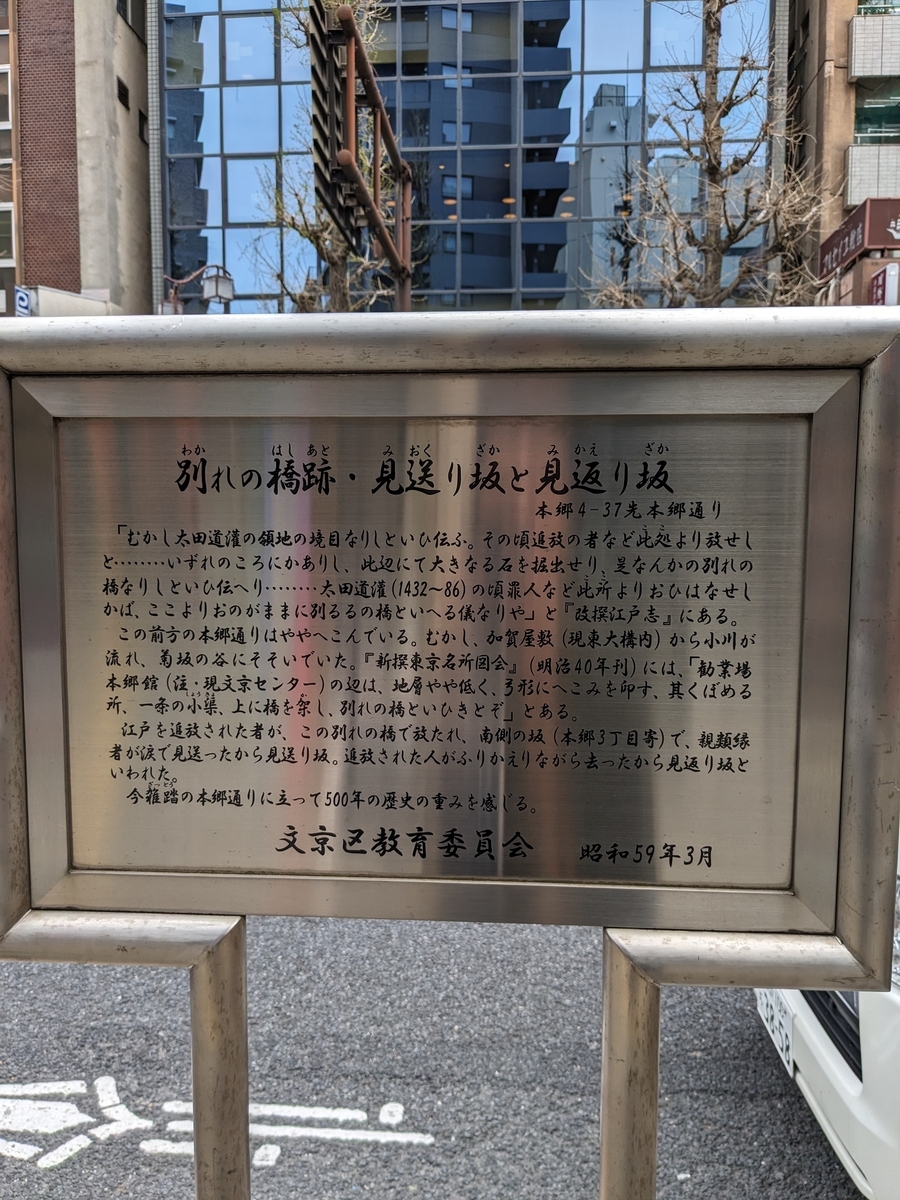 別れの橋跡・見送り坂と見返り坂
本郷4-37先本郷通り
「むかし太田道灌の領地の境目なりしといひ伝ふ。その頃追放の者など此処より放せし
と‥‥‥‥いずれのころにかありし、此辺にて大きなる石を掘出せり、是なんかの別れの
橋なりしといひ伝へり‥‥‥‥太田道灌(1432〜86)の頃罪人など此所よりおひはなせし
かば、ここよりおのがままに別るるの橋といへる儀なりや」と『改撰江戸志』にある。
この前方の本郷通りはややへこんでいる。むかし、加賀屋敷(現東大構内)から小川が
流れ、菊坂の谷にそそいでいた。『新撰東京名所図会』(明治40年刊)には、「勧業場
本郷館(注・現文京センター)の辺は、地層やや低く、弓形にへこみを印す、其くぼめる
所、一条の小渠、上に橋を架し、別れの橋といひきとぞ」とある。
江戸を追放された者が、この別れの橋で放たれ、南側の坂(本郷3丁目寄)で、親類縁
者が涙で見送ったから見送り坂。追放された人がふりかえりながら去ったから見返り坂と
いわれた。
今雑踏の本郷通りに立って500年の歴史の重みを感じる。
文京区教育委員会 昭和59年3月